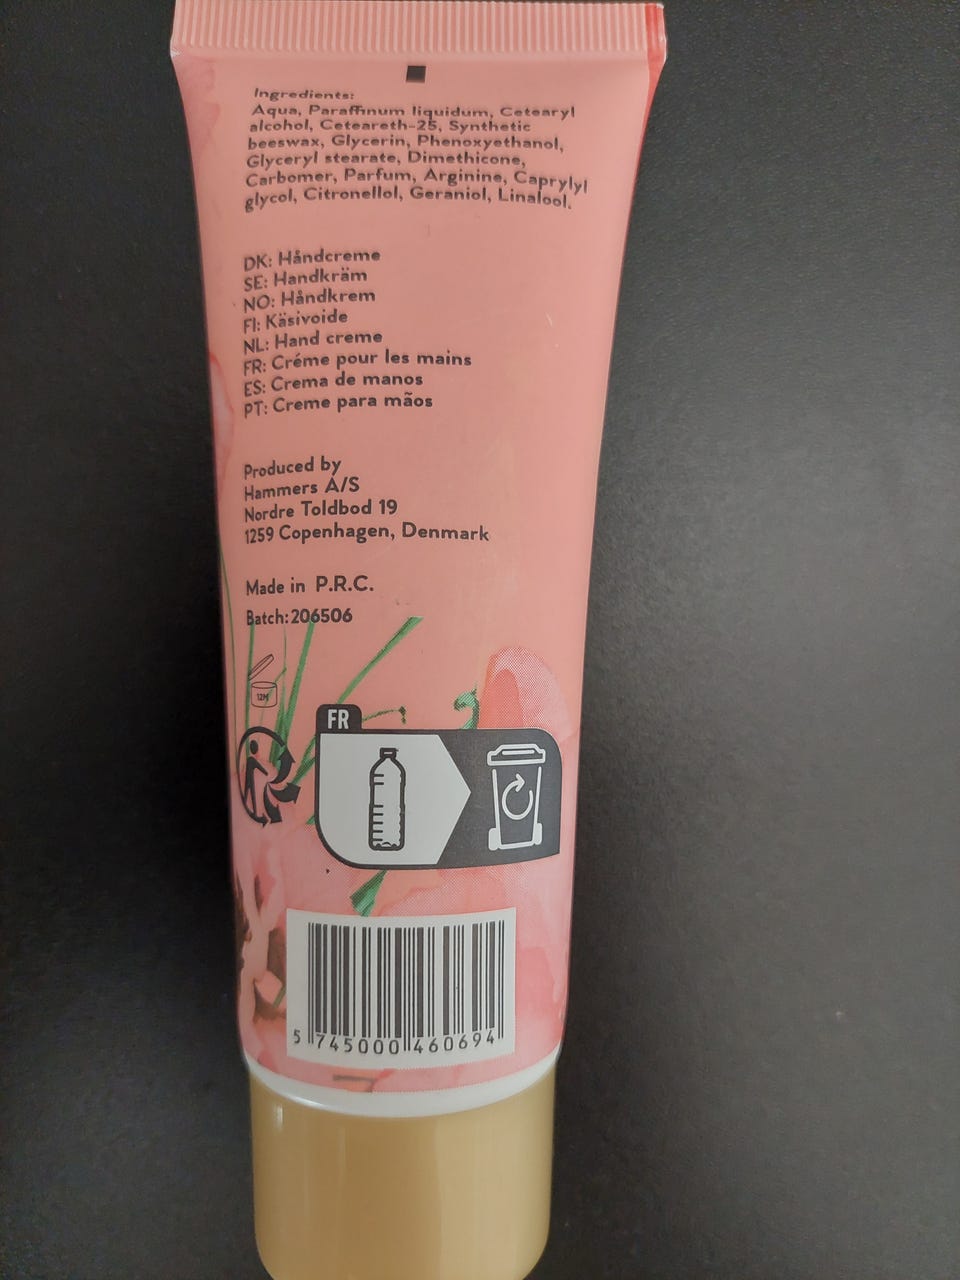 Ingredients:
Aqua, Paraffinum liquidum, Cetearyl
alcohol, Ceteareth-25, Synthetic
beeswax, Glycerin, Phenoxyethanol,
Glyceryl stearate, Dimethicone,
Carbomer, Parfum, Arginine, Caprylyl
glycol, Citronellol, Geraniol, Linalool.
DK: Håndcreme
SE: Handkräm
NO: Håndkrem
FI: Käsivoide
NL: Hand creme
FR: Créme pour les mains
ES: Crema de manos
PT: Creme para mãos
Produced by
Hammers A/S
Nordre Toldbod 19
1259 Copenhagen, Denmark
Made in P.R.C.
Batch: 206506
12M
FR
5 745000 460694